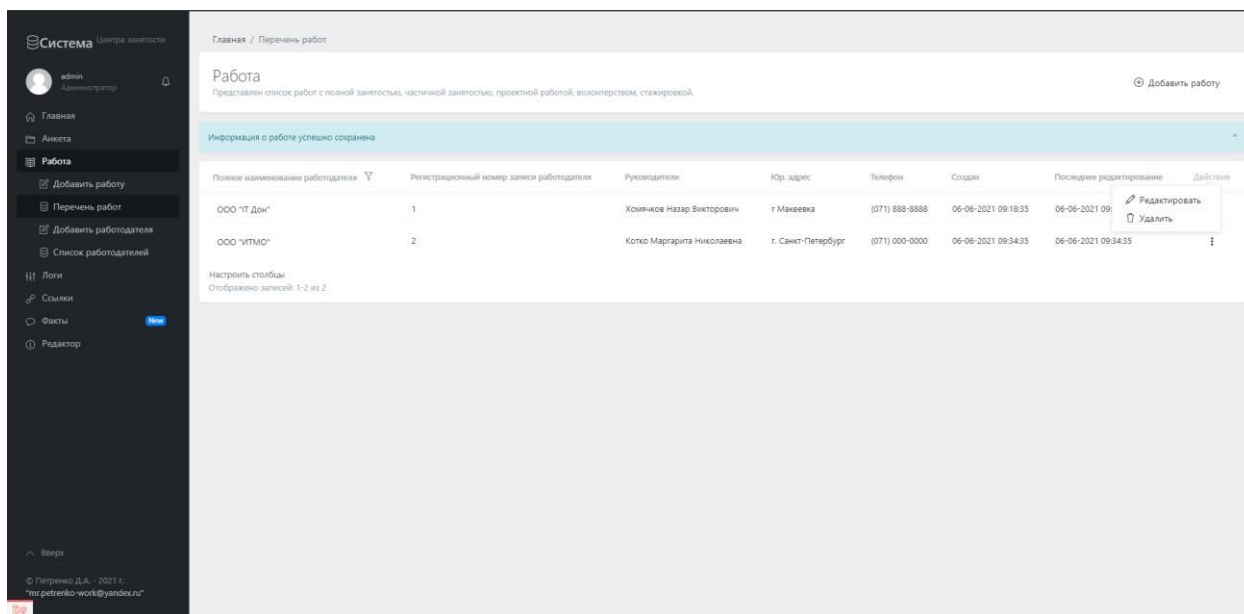 Система Центра занятости
admin
Администратор
Главная
Анкета
Работа
Добавить работу
Перечень работ
Добавить работодателя
Список работодателей
Логи
Ссылки
Факты New
Редактор
Вверх
© Петренко Д.А. - 2021 г.
"mr.petrenko-work@yandex.ru"
Главная / Перечень работ
Работа
Представлен список работ с полной занятостью, частичной занятостью, проектной работой, волонтерством, стажировкой.
Добавить работу
Информация о работе успешно сохранена
Полное наименование работодателя Регистрационный номер записи работодателя Руководители Юр. адрес Телефон Создан Последнее редактирование Действие
ООО "IT Дон" 1 Хомячков Назар Викторович г Макеевка (071) 888-8888 06-06-2021 09:18:35 06-06-2021 09:
Редактировать
Удалить
ООО "ИТМО" 2 Котко Маргарита Николаевна г. Санкт-Петербург (071) 000-0000 06-06-2021 09:34:35 06-06-2021 09:34:35
Настроить столбцы
Отображено записей: 1-2 из 2